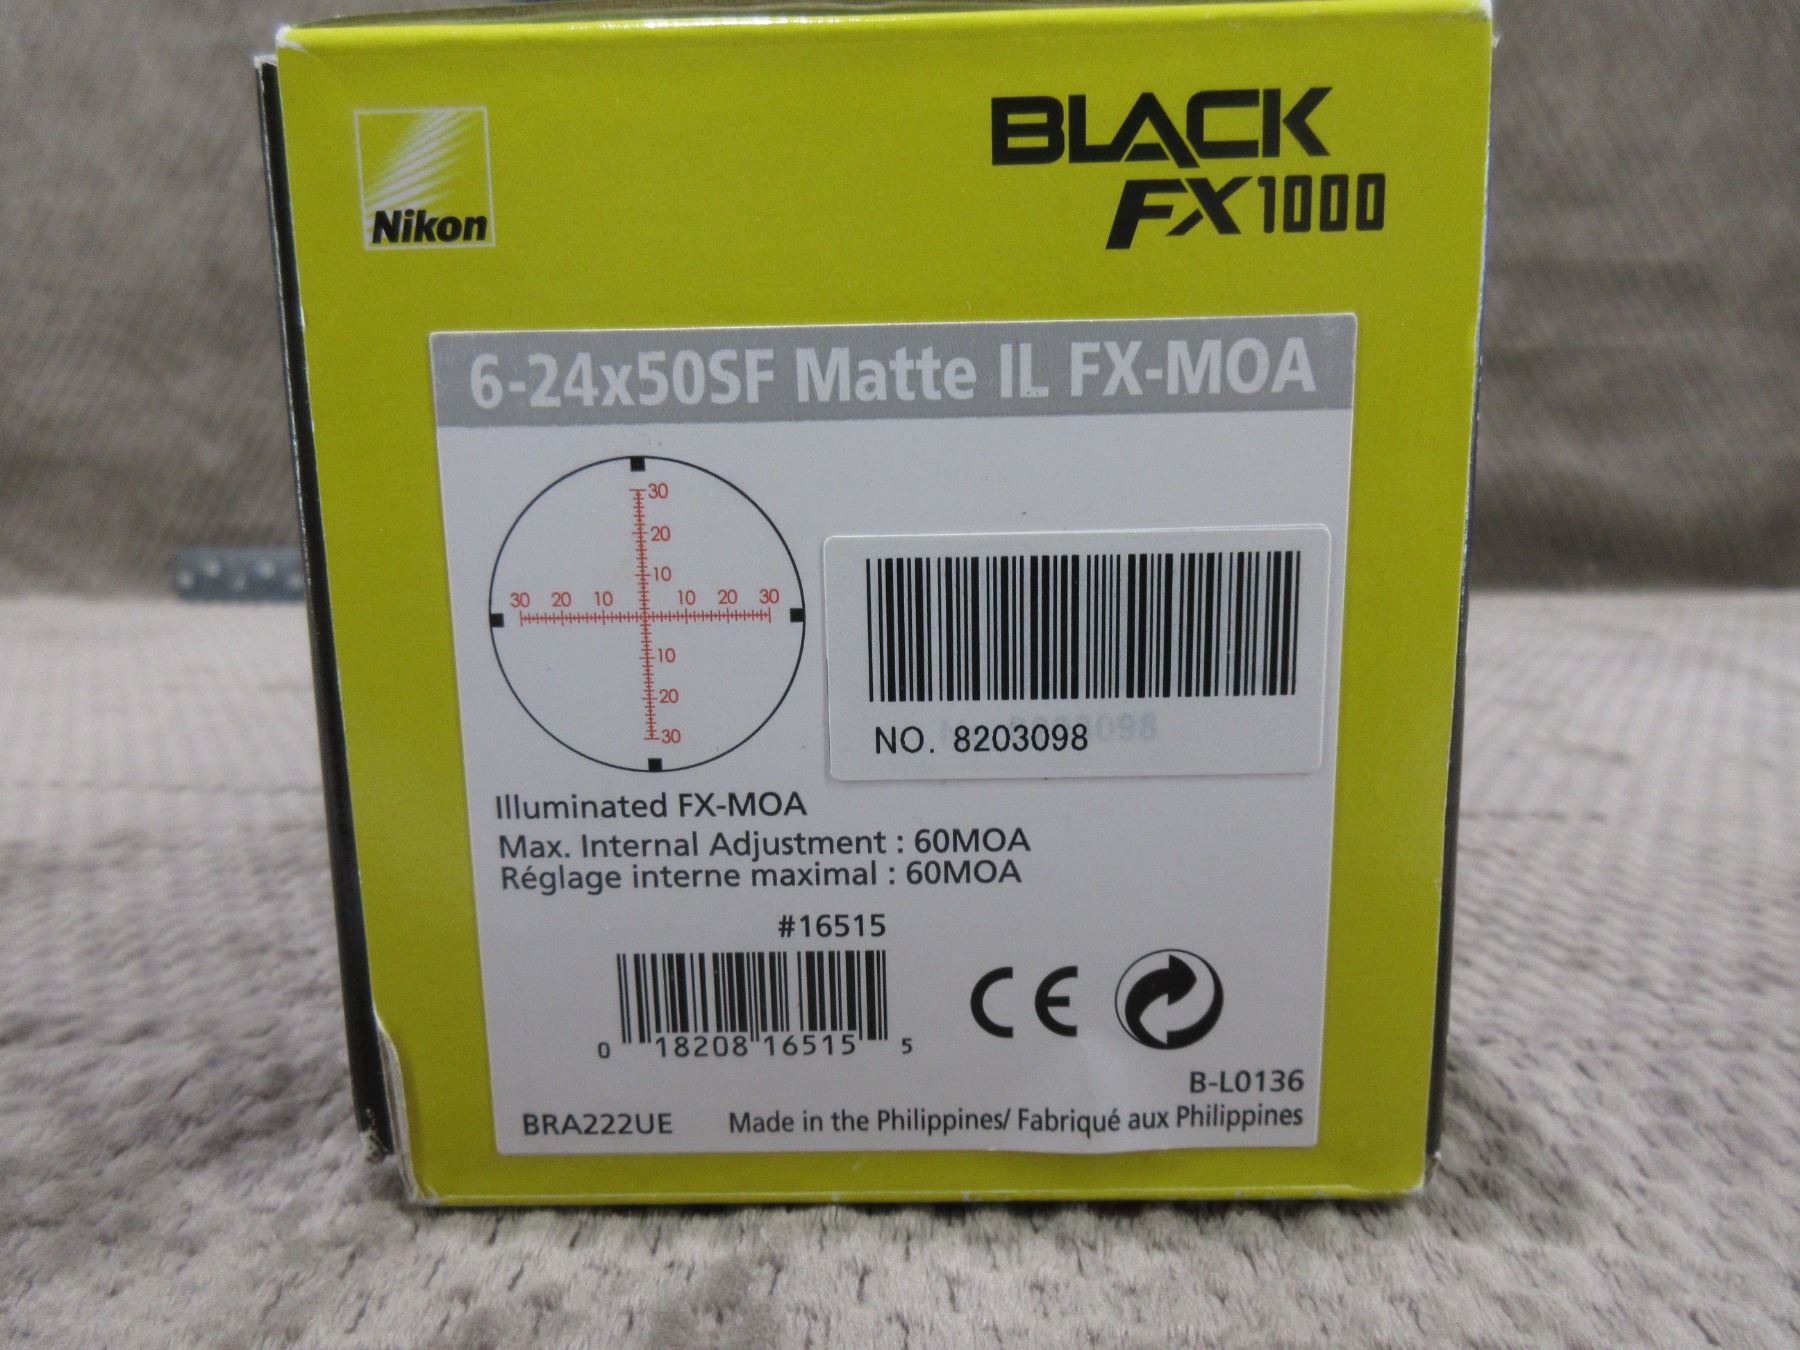 Nikon
BLACK
FX1000
6-24x50SF Matte IL FX-MOA
30
20
10
30 20 10 10 20 30
10
20
30
NO. 8203098
Illuminated FX-MOA
Max. Internal Adjustment : 60MOA
Réglage interne maximal : 60MOA
#16515
0 18208 16515 5
CE
B-L0136
BRA222UE Made in the Philippines/ Fabriqué aux Philippines